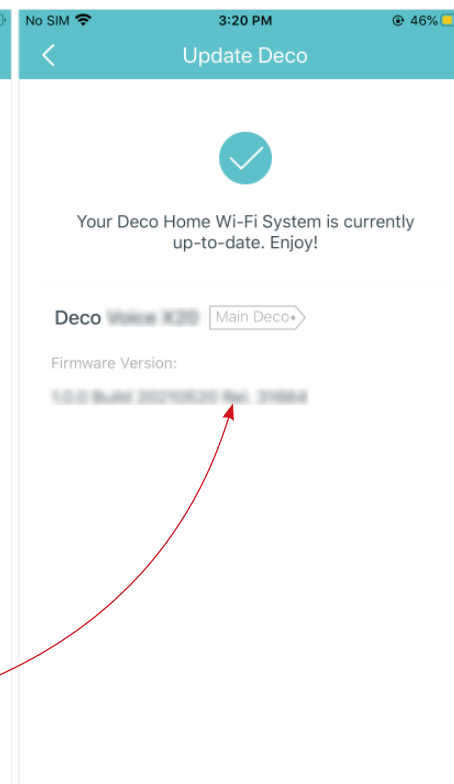 No SIM 3:20 PM 46%
Update Deco
Your Deco Home Wi-Fi System is currently
up-to-date. Enjoy!
Deco Main Deco
Firmware Version: